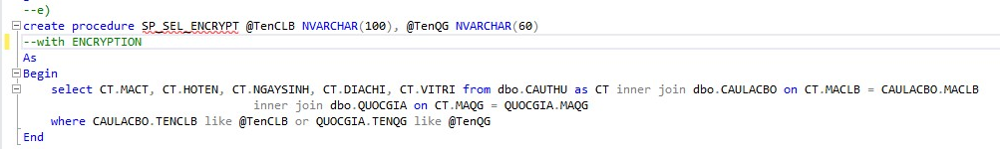 --e)
create procedure SP_SEL_ENCRYPT @TenCLB NVARCHAR(100), @TenQG NVARCHAR(60)
--with ENCRYPTION
As
Begin
select CT.MACT, CT.HOTEN, CT.NGAYSINH, CT.DIACHI, CT.VITRI from dbo.CAUTHU as CT inner join dbo.CAULACBO on CT.MACLB = CAULACBO.MACLB
inner join dbo.QUOCGIA on CT.MAQG = QUOCGIA.MAQG
where CAULACBO.TENCLB like @TenCLB or QUOCGIA.TENQG like @TenQG
End